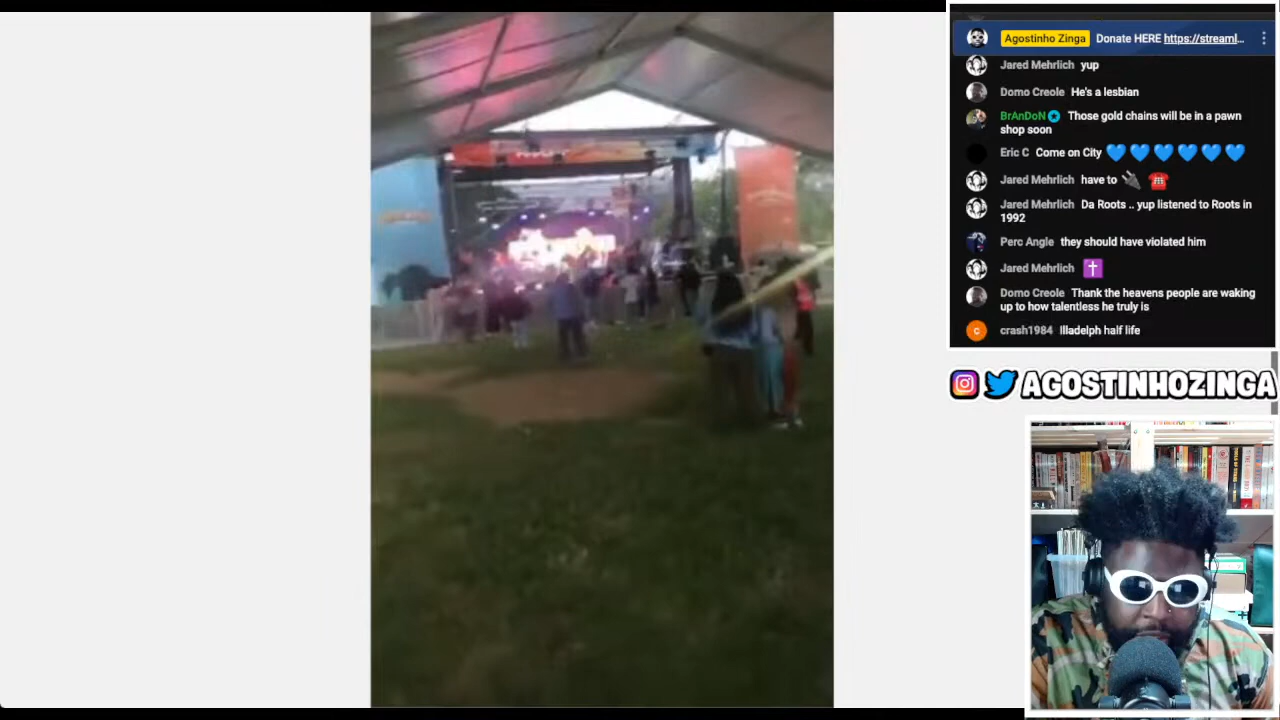 Agostinho Zinga Donate HERE https://streaml...
Jared Mehrlich yup
Domo Creole He's a lesbian
BrAnDoN Those gold chains will be in a pawn
shop soon
Eric C Come on City 💙💙💙💙💙💙
Jared Mehrlich have to 🔌 ☎️
Jared Mehrlich Da Roots .. yup listened to Roots in
1992
Perc Angle they should have violated him
Jared Mehrlich ✝️
Domo Creole Thank the heavens people are waking
up to how talentless he truly is
crash1984 Illadelph half life
AGOSTINHOZINGA